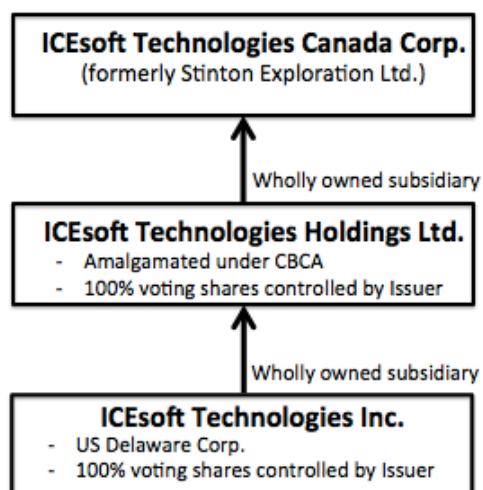 ICEsoft Technologies Canada Corp.
(formerly Stinton Exploration Ltd.)
Wholly owned subsidiary
ICEsoft Technologies Holdings Ltd.
- Amalgamated under CBCA
- 100% voting shares controlled by Issuer
Wholly owned subsidiary
ICEsoft Technologies Inc.
- US Delaware Corp.
- 100% voting shares controlled by Issuer